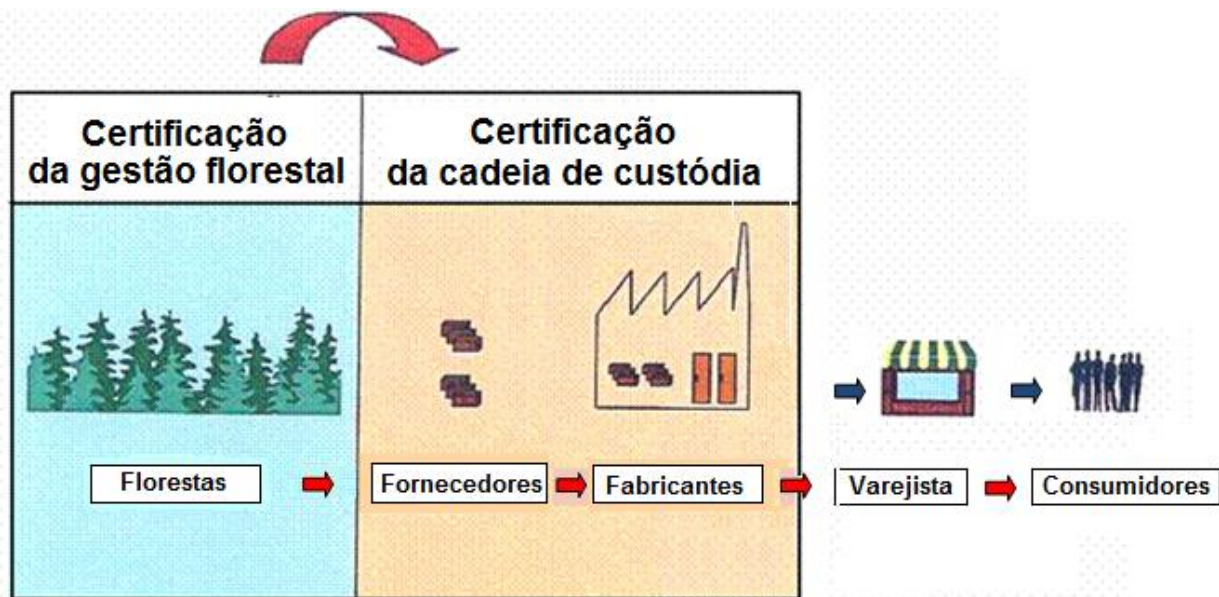 Certificação
da gestão florestal
Certificação
da cadeia de custódia
Florestas
Fornecedores
Fabricantes
Varejista
Consumidores